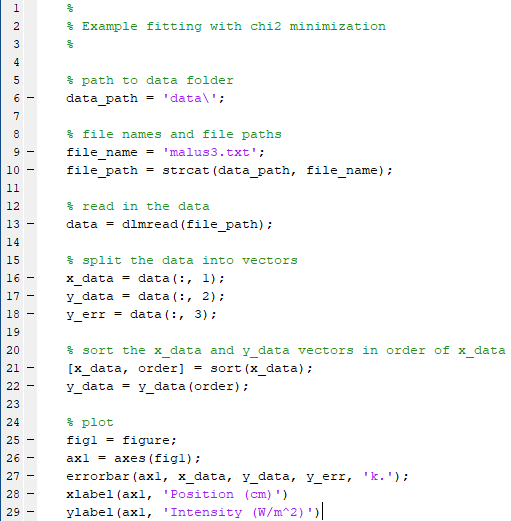 1 %
2 % Example fitting with chi2 minimization
3 %
4
5 % path to data folder
6 – data_path = 'data\';
7
8 % file names and file paths
9 – file_name = 'malus3.txt';
10 – file_path = strcat(data_path, file_name);
11
12 % read in the data
13 – data = dlmread(file_path);
14
15 % split the data into vectors
16 – x_data = data(:, 1);
17 – y_data = data(:, 2);
18 – y_err = data(:, 3);
19
20 % sort the x_data and y_data vectors in order of x_data
21 – [x_data, order] = sort(x_data);
22 – y_data = y_data(order);
23
24 % plot
25 – fig1 = figure;
26 – ax1 = axes(fig1);
27 – errorbar(ax1, x_data, y_data, y_err, 'k.');
28 – xlabel(ax1, 'Position (cm)')
29 – ylabel(ax1, 'Intensity (W/m^2)')